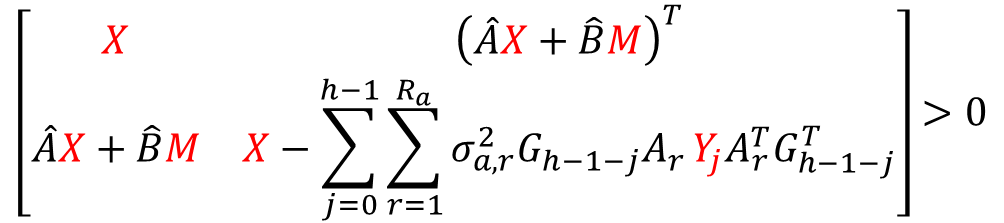 [ X (ÂX + B̂M)^T
ÂX + B̂M X − ∑_{j=0}^{h−1} ∑_{r=1}^{R_a} σ_{a,r}^2 G_{h−1−j} A_r Y_j A_r^T G_{h−1−j}^T ] > 0